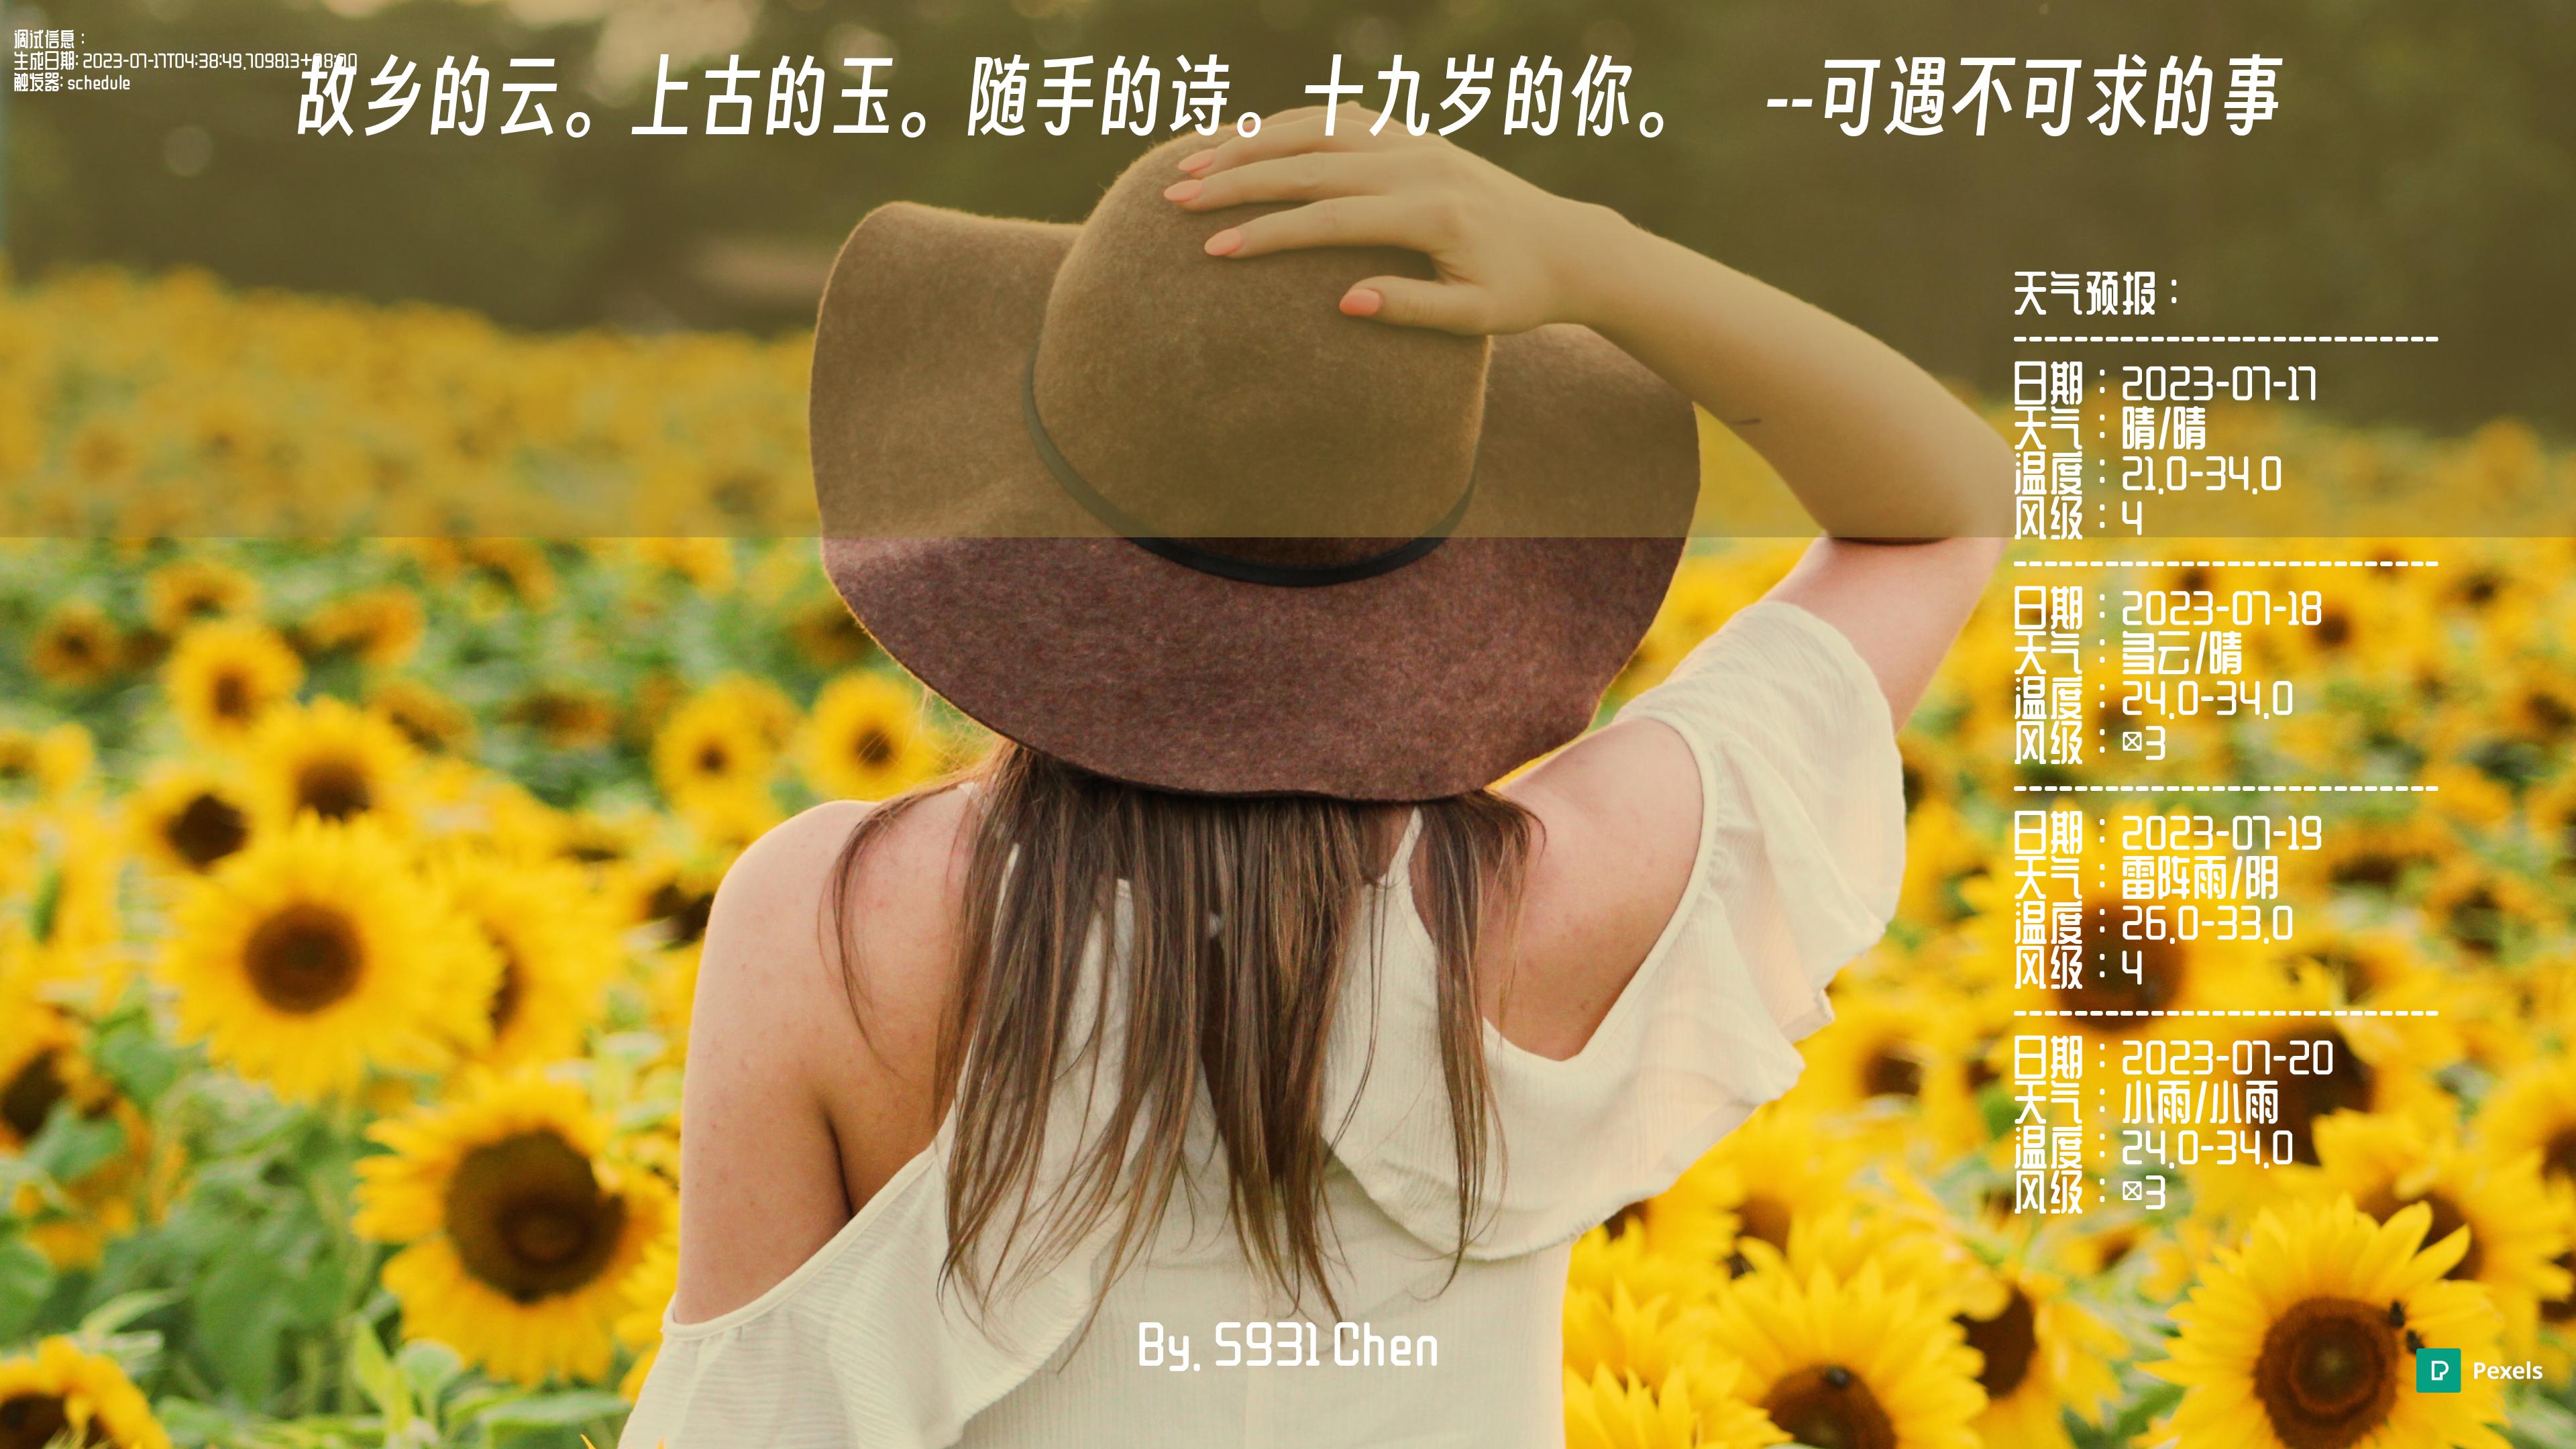 调试信息：
生成日期: 2023-07-17T04:38:49.709813+08:00
触发器: schedule
故乡的云。上古的玉。随手的诗。十九岁的你。 --可遇不可求的事
天气预报：
----------------------------
日期：2023-07-17
天气：晴/晴
温度：21.0-34.0
风级：4
----------------------------
日期：2023-07-18
天气：多云/晴
温度：24.0-34.0
风级：3
----------------------------
日期：2023-07-19
天气：雷阵雨/阴
温度：26.0-33.0
风级：4
----------------------------
日期：2023-07-20
天气：小雨/小雨
温度：24.0-34.0
风级：3
By. S931 Chen
Pexels